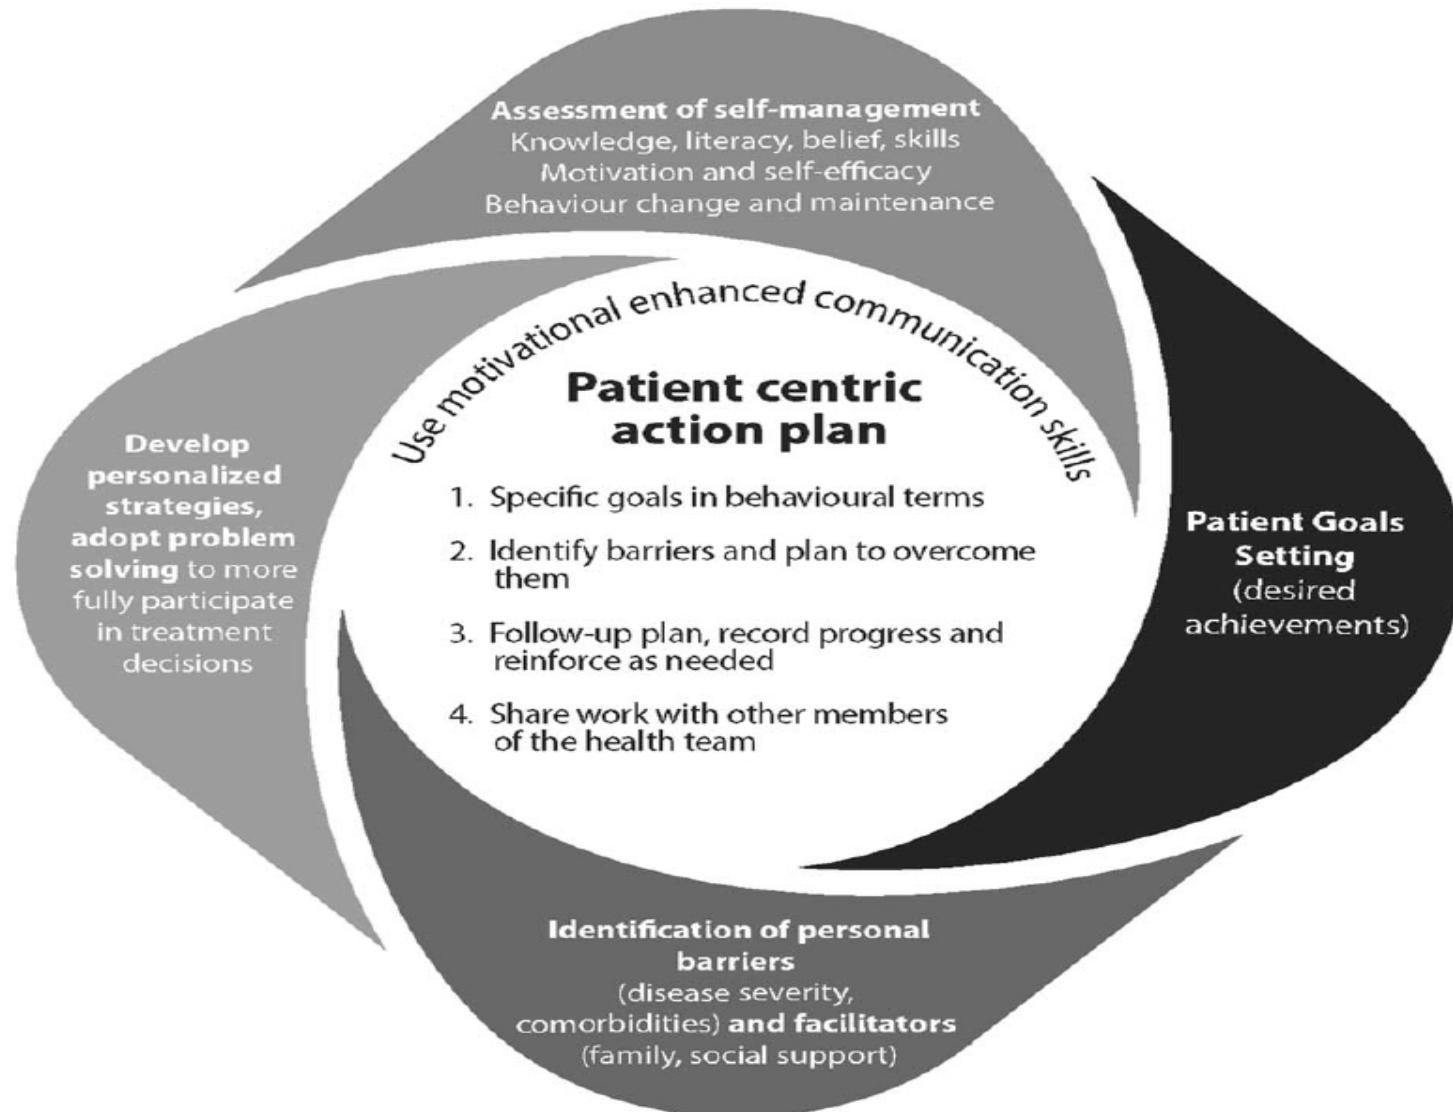 Assessment of self-management
Knowledge, literacy, belief, skills
Motivation and self-efficacy
Behaviour change and maintenance
Use motivational enhanced communication skills
Patient centric
action plan
1. Specific goals in behavioural terms
2. Identify barriers and plan to overcome
them
3. Follow-up plan, record progress and
reinforce as needed
4. Share work with other members
of the health team
Patient Goals
Setting
(desired
achievements)
Identification of personal
barriers
(disease severity,
comorbidities) and facilitators
(family, social support)
Develop
personalized
strategies,
adopt problem
solving to more
fully participate
in treatment
decisions